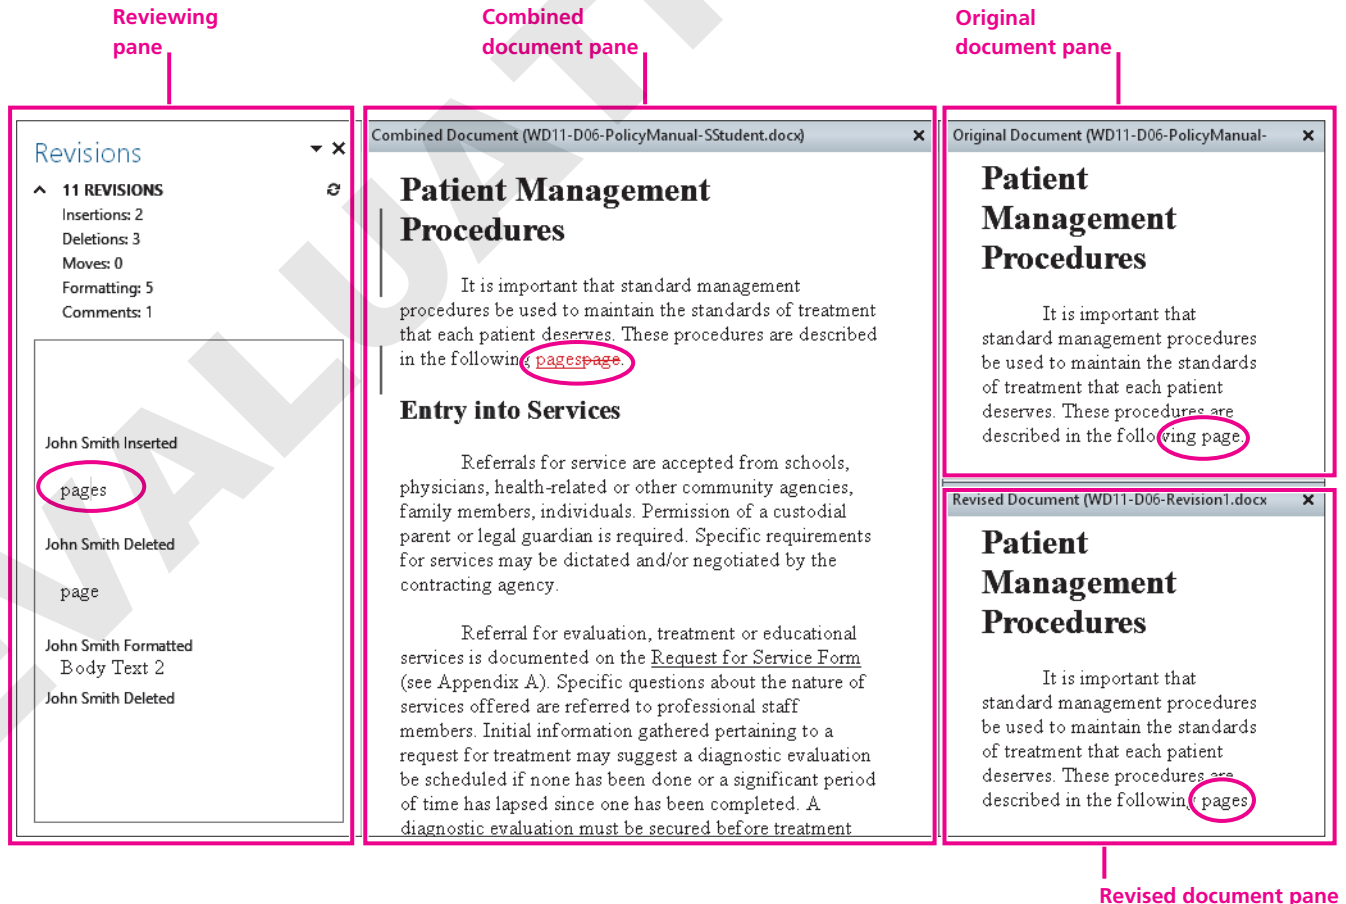 Reviewing
pane
Combined
document pane
Original
document pane
Revisions
11 REVISIONS
Insertions: 2
Deletions: 3
Moves: 0
Formatting: 5
Comments: 1
John Smith Inserted
pages
John Smith Deleted
page
John Smith Formatted
Body Text 2
John Smith Deleted
Combined Document (WD11-D06-PolicyManual-SStudent.docx)
Patient Management
Procedures
It is important that standard management
procedures be used to maintain the standards of treatment
that each patient deserves. These procedures are described
in the following pagespage.
Entry into Services
Referrals for service are accepted from schools,
physicians, health-related or other community agencies,
family members, individuals. Permission of a custodial
parent or legal guardian is required. Specific requirements
for services may be dictated and/or negotiated by the
contracting agency.
Referral for evaluation, treatment or educational
services is documented on the Request for Service Form
(see Appendix A). Specific questions about the nature of
services offered are referred to professional staff
members. Initial information gathered pertaining to a
request for treatment may suggest a diagnostic evaluation
be scheduled if none has been done or a significant period
of time has lapsed since one has been completed. A
diagnostic evaluation must be secured before treatment
Original Document (WD11-D06-PolicyManual-
Patient
Management
Procedures
It is important that
standard management procedures
be used to maintain the standards
of treatment that each patient
deserves. These procedures are
described in the following page.
Revised Document (WD11-D06-Revision1.docx
Patient
Management
Procedures
It is important that
standard management procedures
be used to maintain the standards
of treatment that each patient
deserves. These procedures are
described in the following pages
Revised document pane
EVALUAT